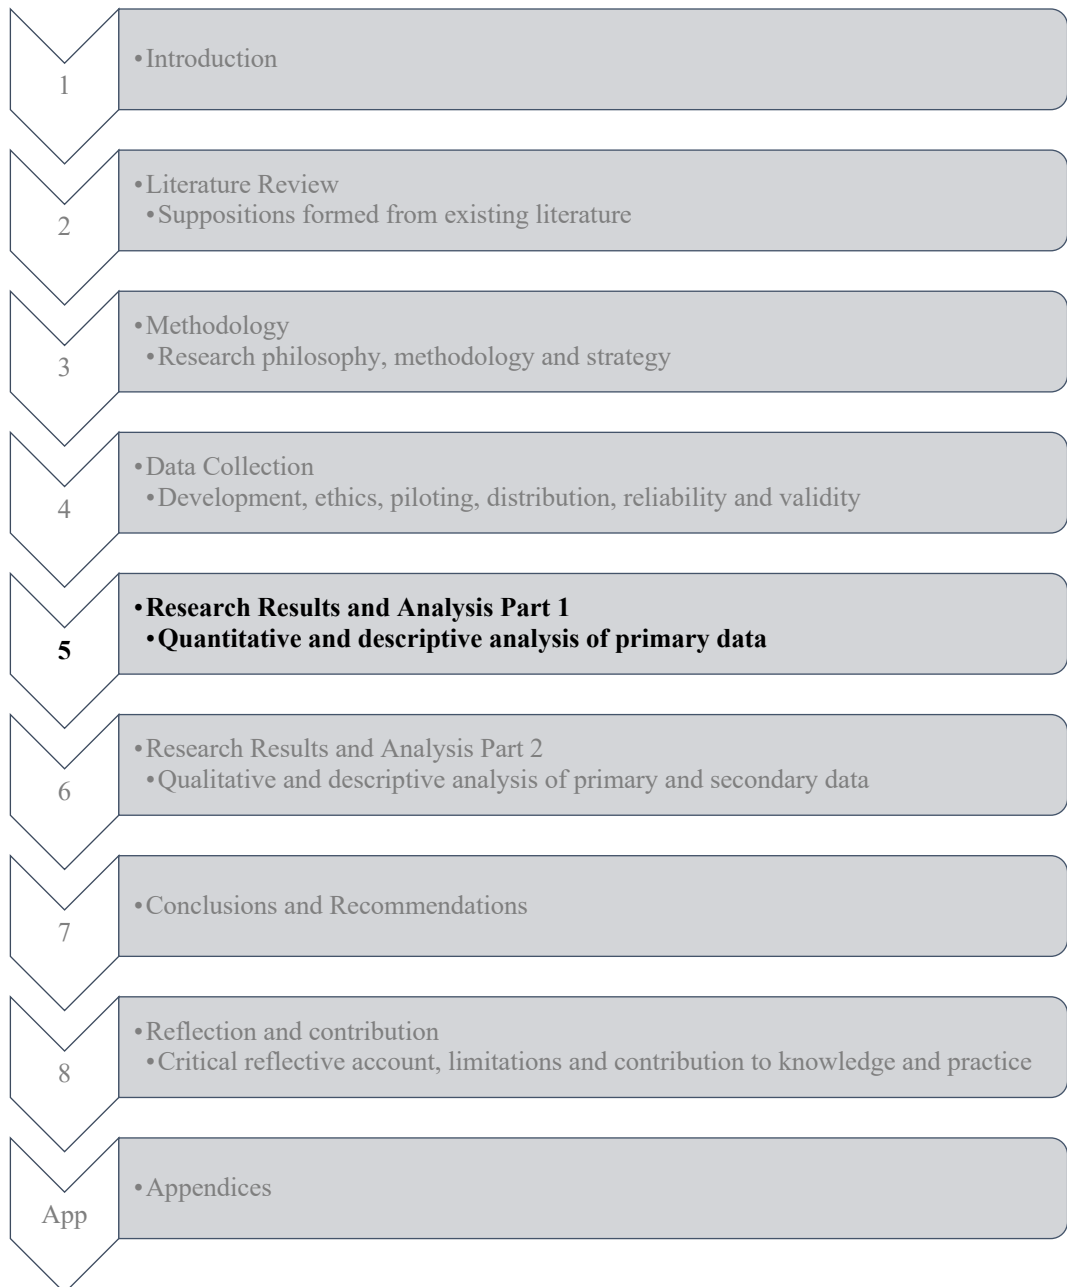 1
•Introduction
2
•Literature Review
•Suppositions formed from existing literature
3
•Methodology
•Research philosophy, methodology and strategy
4
•Data Collection
•Development, ethics, piloting, distribution, reliability and validity
5
•Research Results and Analysis Part 1
•Quantitative and descriptive analysis of primary data
6
•Research Results and Analysis Part 2
•Qualitative and descriptive analysis of primary and secondary data
7
•Conclusions and Recommendations
8
•Reflection and contribution
•Critical reflective account, limitations and contribution to knowledge and practice
App
•Appendices